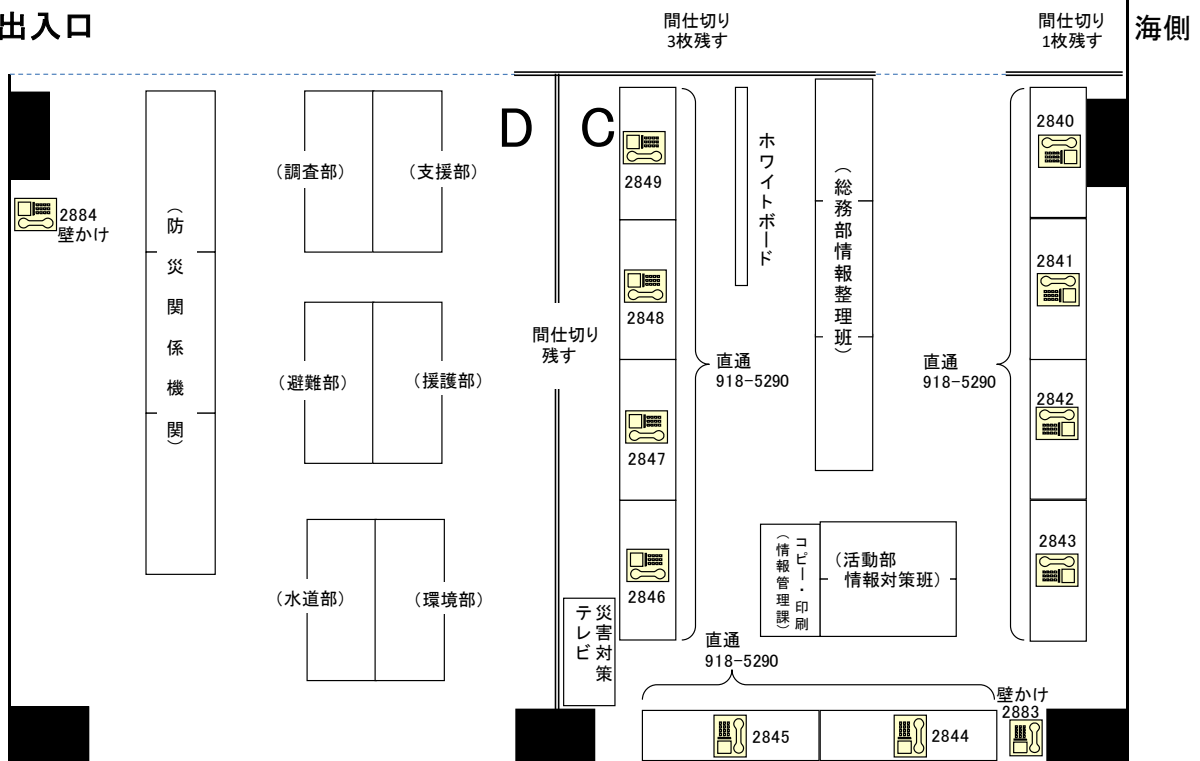 出入口
間仕切り
3枚残す
間仕切り
1枚残す
海側
D
C
2884
壁かけ
（防災関係機関）
（調査部）
（支援部）
（避難部）
（援護部）
（水道部）
（環境部）
間仕切り
残す
2849
2848
2847
2846
直通
918-5290
ホワイトボード
（総務部情報整理班）
直通
918-5290
2840
2841
2842
2843
コピー・印刷
（情報管理課）
（活動部
情報対策班）
災害対策
テレビ
直通
918-5290
2845
2844
壁かけ
2883